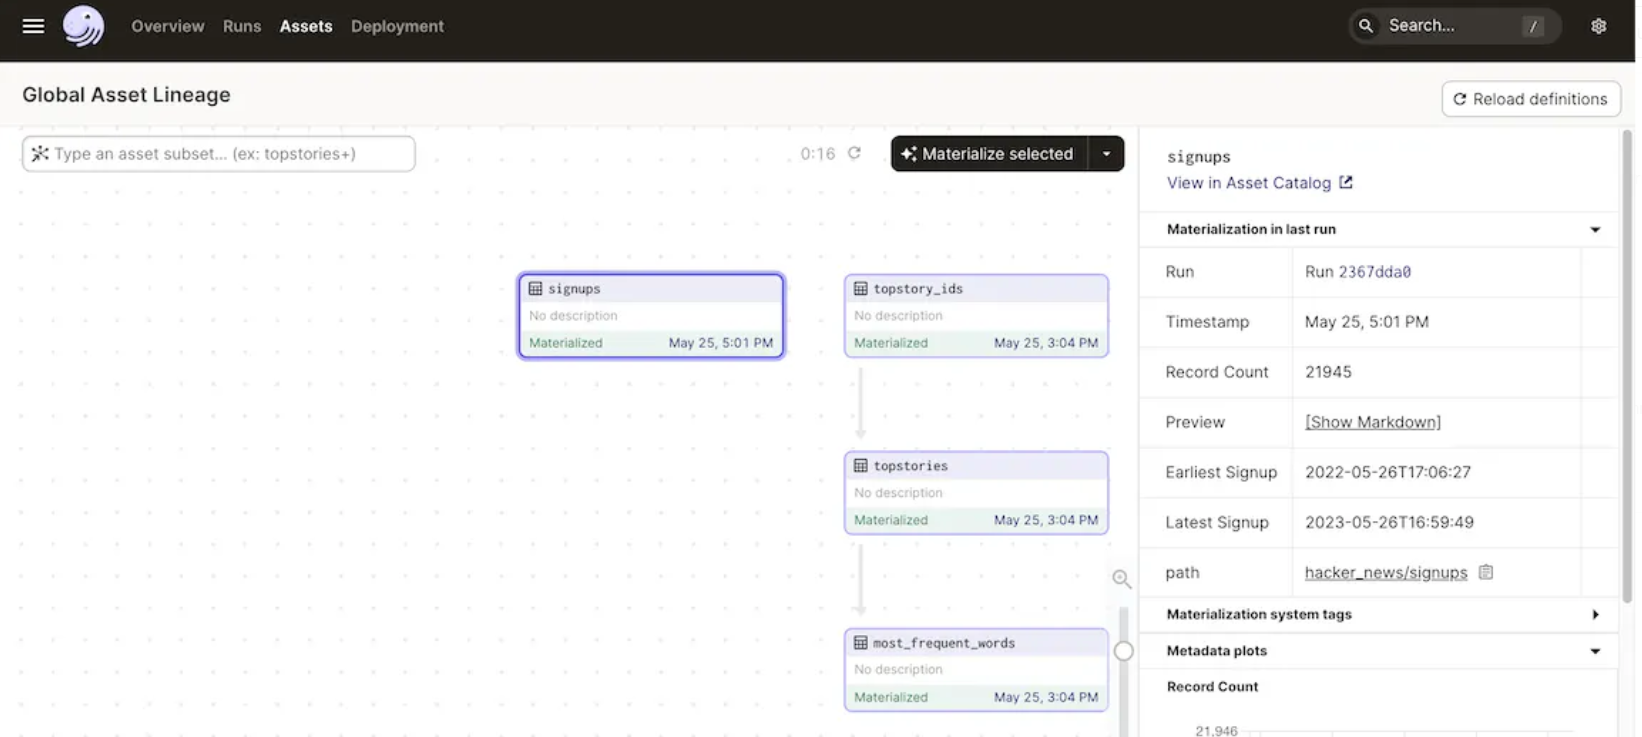 Overview Runs Assets Deployment Search... /
Global Asset Lineage
Reload definitions
Type an asset subset... (ex: topstories+)
0:16
Materialize selected
signups
No description
Materialized May 25, 5:01 PM
topstory_ids
No description
Materialized May 25, 3:04 PM
topstories
No description
Materialized May 25, 3:04 PM
most_frequent_words
No description
Materialized May 25, 3:04 PM
signups
View in Asset Catalog
Materialization in last run
Run Run 2367dda0
Timestamp May 25, 5:01 PM
Record Count 21945
Preview [Show Markdown]
Earliest Signup 2022-05-26T17:06:27
Latest Signup 2023-05-26T16:59:49
path hacker_news/signups
Materialization system tags
Metadata plots
Record Count
21,946